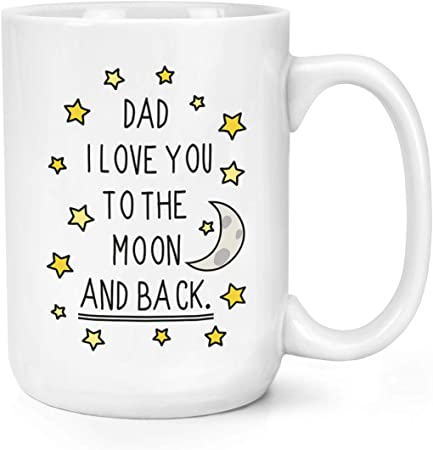 DAD
I LOVE YOU
TO THE
MOON
AND BACK.